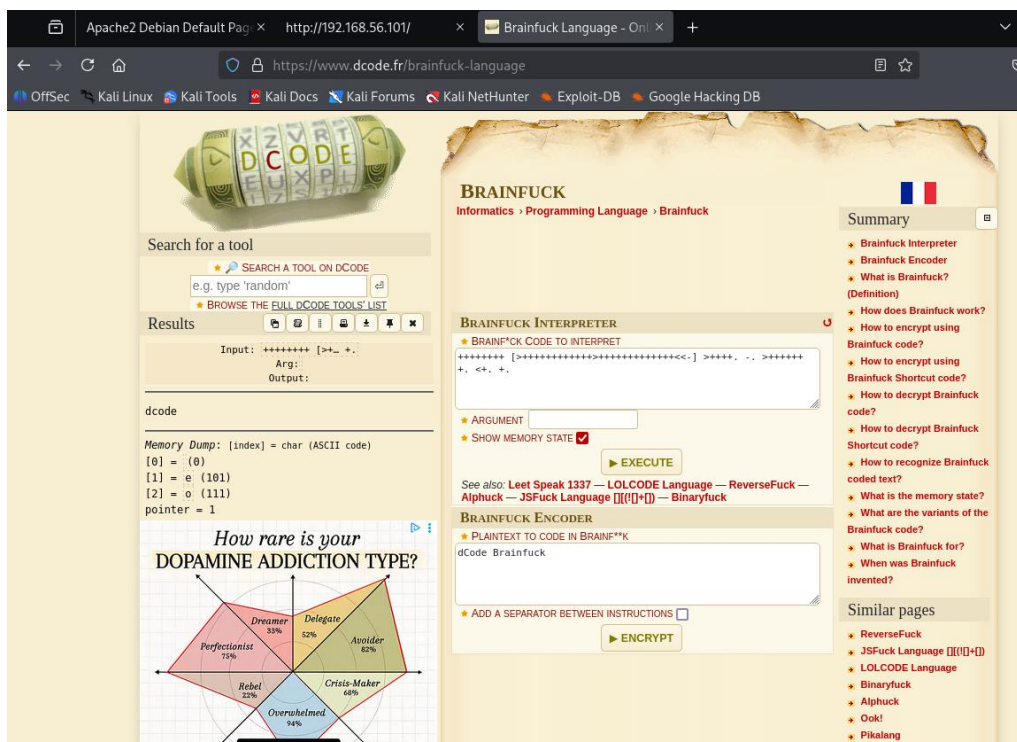 Apache2 Debian Default Page
http://192.168.56.101/
Brainfuck Language - Onl
https://www.dcode.fr/brainfuck-language
OffSec Kali Linux Kali Tools Kali Docs Kali Forums Kali NetHunter Exploit-DB Google Hacking DB
DCODE
Search for a tool
SEARCH A TOOL ON DCODE
e.g. type 'random'
BROWSE THE FULL DCODE TOOLS' LIST
Results
Input: ++++++++ [>+… +.
Arg:
Output:
dcode
Memory Dump: [index] = char (ASCII code)
[0] = (0)
[1] = e (101)
[2] = o (111)
pointer = 1
How rare is your
DOPAMINE ADDICTION TYPE?
Dreamer
33%
Delegate
52%
Perfectionist
75%
Avoider
82%
Rebel
22%
Crisis-Maker
68%
Overwhelmed
94%
BRAINFUCK
Informatics › Programming Language › Brainfuck
BRAINFUCK INTERPRETER
BRAINF*CK CODE TO INTERPRET
++++++++ [>++++++++++++>+++++++++++++<<-] >++++. -. >++++++
+. <+. +.
ARGUMENT
SHOW MEMORY STATE
▶ EXECUTE
See also: Leet Speak 1337 — LOLCODE Language — ReverseFuck —
Alphuck — JSFuck Language [][(![]+[]) — Binaryfuck
BRAINFUCK ENCODER
PLAINTEXT TO CODE IN BRAINF**K
dCode Brainfuck
ADD A SEPARATOR BETWEEN INSTRUCTIONS
▶ ENCRYPT
Summary
Brainfuck Interpreter
Brainfuck Encoder
What is Brainfuck?
(Definition)
How does Brainfuck work?
How to encrypt using
Brainfuck code?
How to encrypt using
Brainfuck Shortcut code?
How to decrypt Brainfuck
code?
How to decrypt Brainfuck
Shortcut code?
How to recognize Brainfuck
coded text?
What is the memory state?
What are the variants of the
Brainfuck code?
What is Brainfuck for?
When was Brainfuck
invented?
Similar pages
ReverseFuck
JSFuck Language [][(![]+[])
LOLCODE Language
Binaryfuck
Alphuck
Ook!
Pikalang